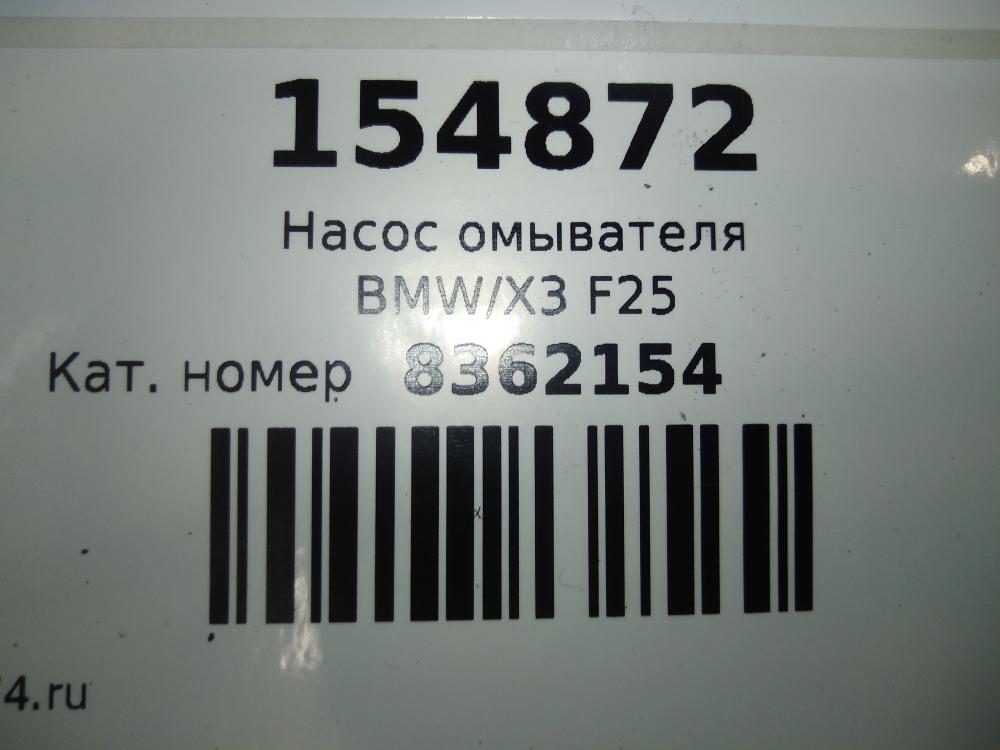 154872
Насос омывателя
BMW/X3 F25
Кат. номер 8362154
4.ru